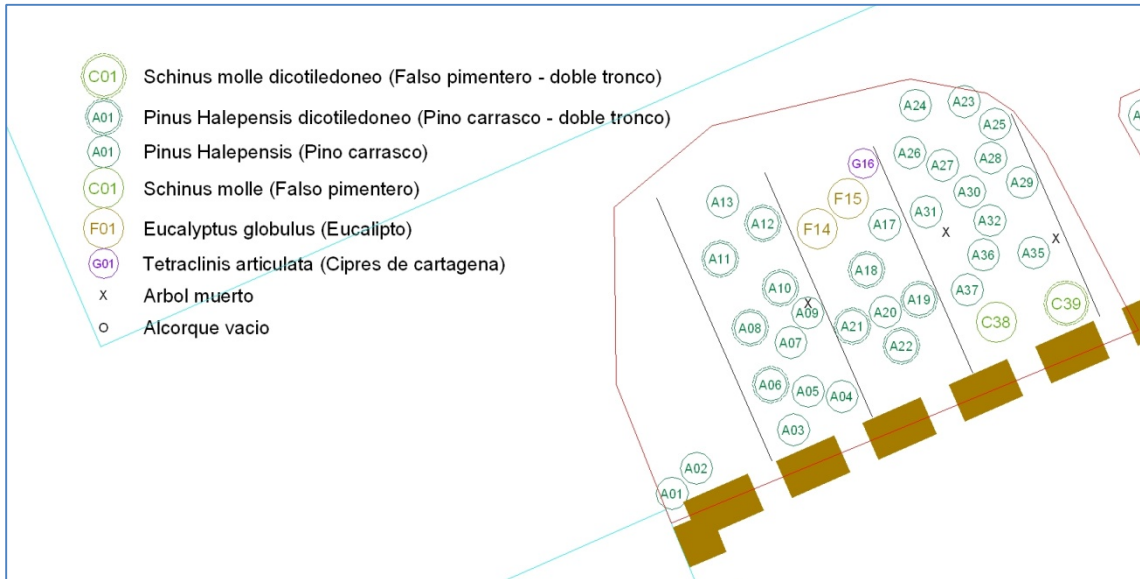 C01 Schinus molle dicotiledoneo (Falso pimentero - doble tronco)
A01 Pinus Halepensis dicotiledoneo (Pino carrasco - doble tronco)
A01 Pinus Halepensis (Pino carrasco)
C01 Schinus molle (Falso pimentero)
F01 Eucalyptus globulus (Eucalipto)
G01 Tetraclinis articulata (Cipres de cartagena)
X Arbol muerto
O Alcorque vacio
A24
A23
A25
A26
A27
A28
G16
A29
A30
F15
A13
A31
A32
A12
F14
A17
X
X
A11
A36
A35
A18
A10
A37
A19
C39
X
A09
A20
C38
A08
A21
A07
A22
A06
A05
A04
A03
A02
A01